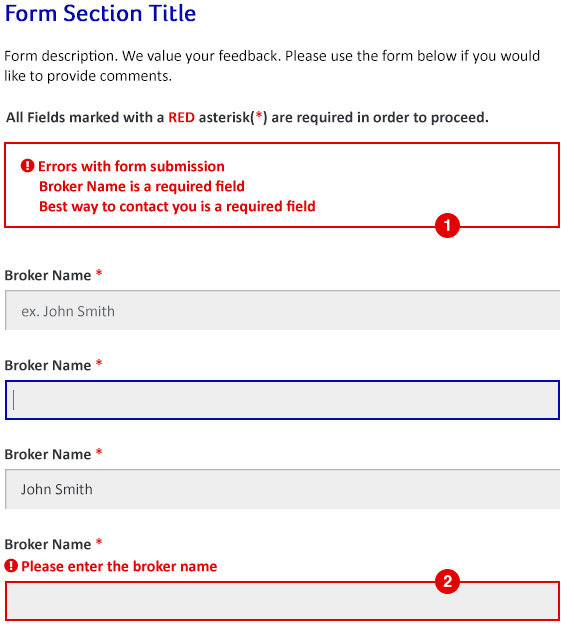 Form Section Title
Form description. We value your feedback. Please use the form below if you would
like to provide comments.
All Fields marked with a RED asterisk(*) are required in order to proceed.
Errors with form submission
Broker Name is a required field
Best way to contact you is a required field
1
Broker Name *
ex. John Smith
Broker Name *
Broker Name *
John Smith
Broker Name *
Please enter the broker name
2